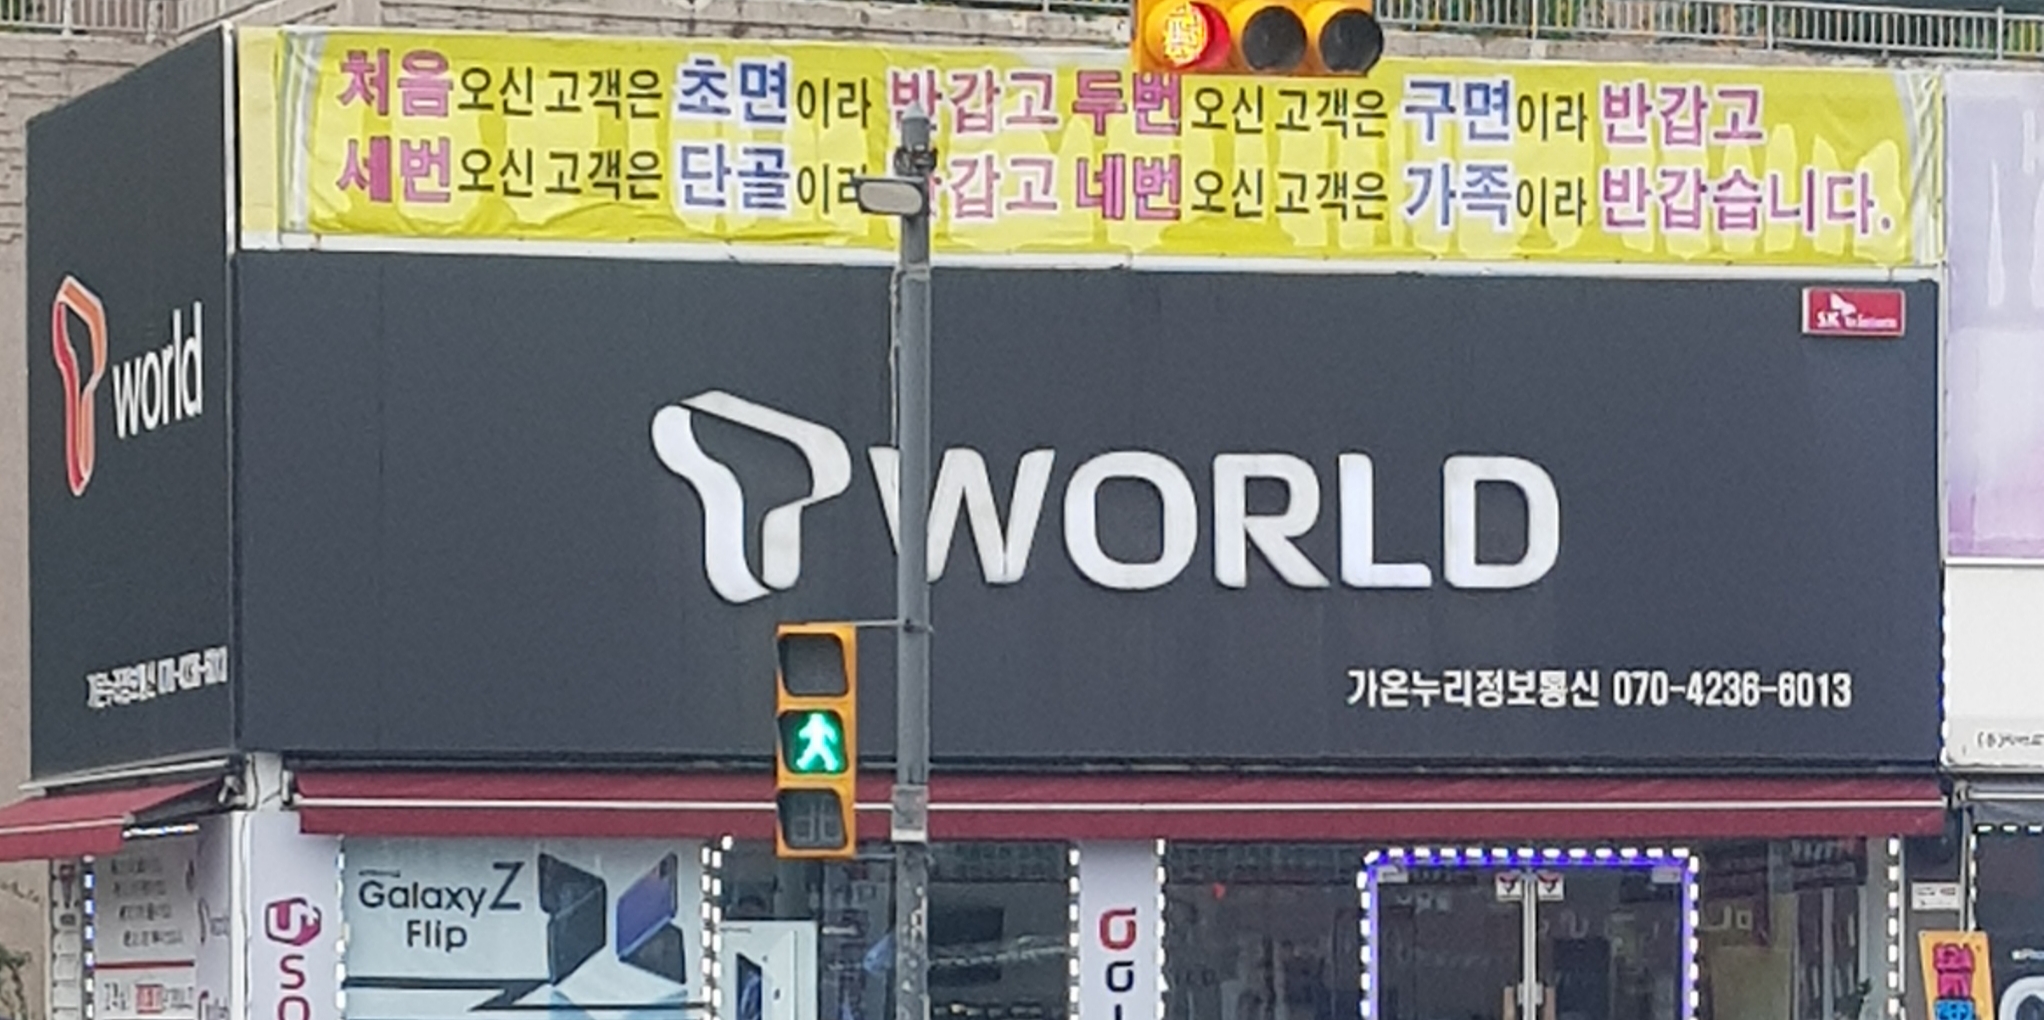 처음오신고객은 초면이라 반갑고 두번오신고객은 구면이라 반갑고
세번오신고객은 단골이라 반갑고 네번오신고객은 가족이라 반갑습니다.
world
SK telecom
WORLD
가온누리정보통신 070-4236-6013
Galaxy Z
Flip
U+
S